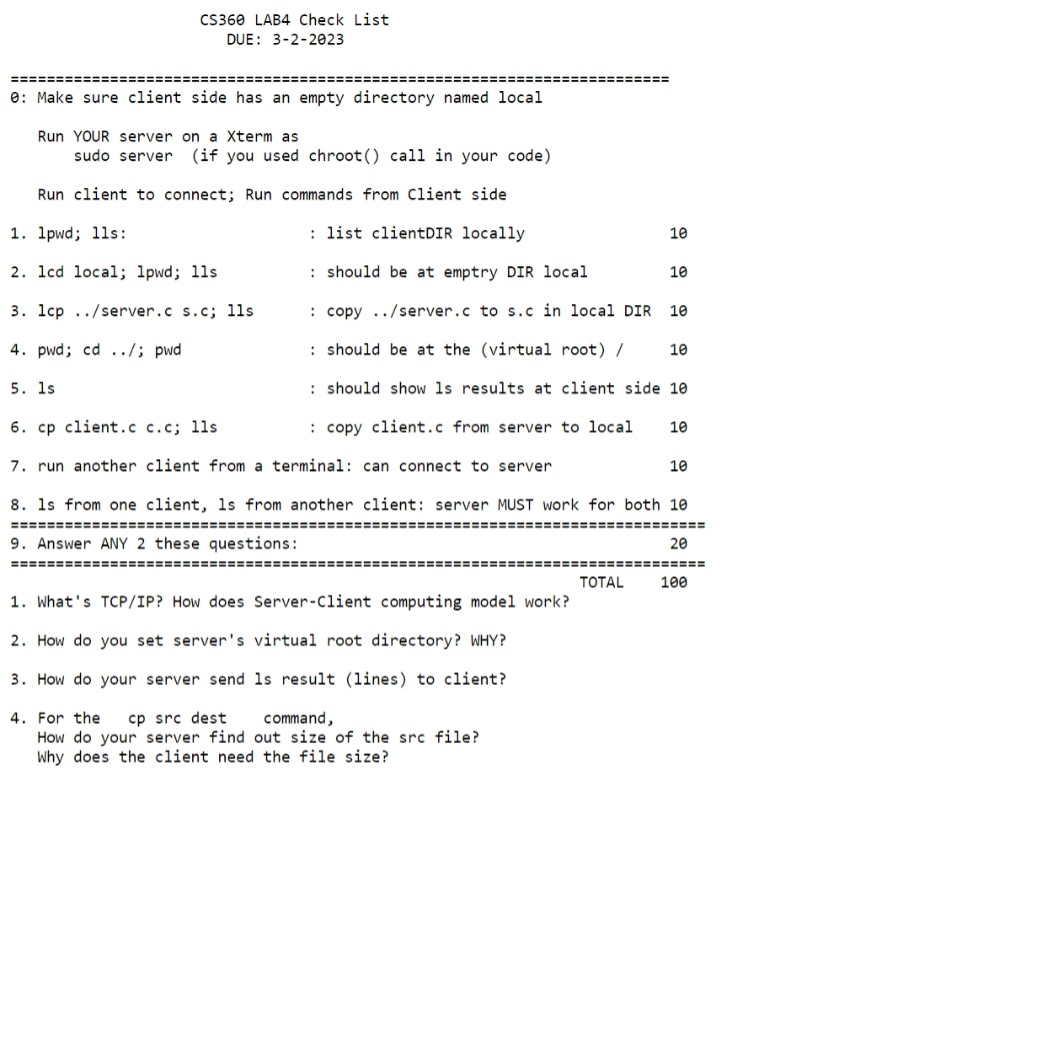 CS360 LAB4 Check List
DUE: 3-2-2023
=========================================================================
0: Make sure client side has an empty directory named local
Run YOUR server on a Xterm as
sudo server (if you used chroot() call in your code)
Run client to connect; Run commands from Client side
1. lpwd; lls: : list clientDIR locally 10
2. lcd local; lpwd; lls : should be at emptry DIR local 10
3. lcp ../server.c s.c; lls : copy ../server.c to s.c in local DIR 10
4. pwd; cd ../; pwd : should be at the (virtual root) / 10
5. ls : should show ls results at client side 10
6. cp client.c c.c; lls : copy client.c from server to local 10
7. run another client from a terminal: can connect to server 10
8. ls from one client, ls from another client: server MUST work for both 10
=============================================================================
9. Answer ANY 2 these questions: 20
=============================================================================
TOTAL 100
1. What's TCP/IP? How does Server-Client computing model work?
2. How do you set server's virtual root directory? WHY?
3. How do your server send ls result (lines) to client?
4. For the cp src dest command,
How do your server find out size of the src file?
Why does the client need the file size?